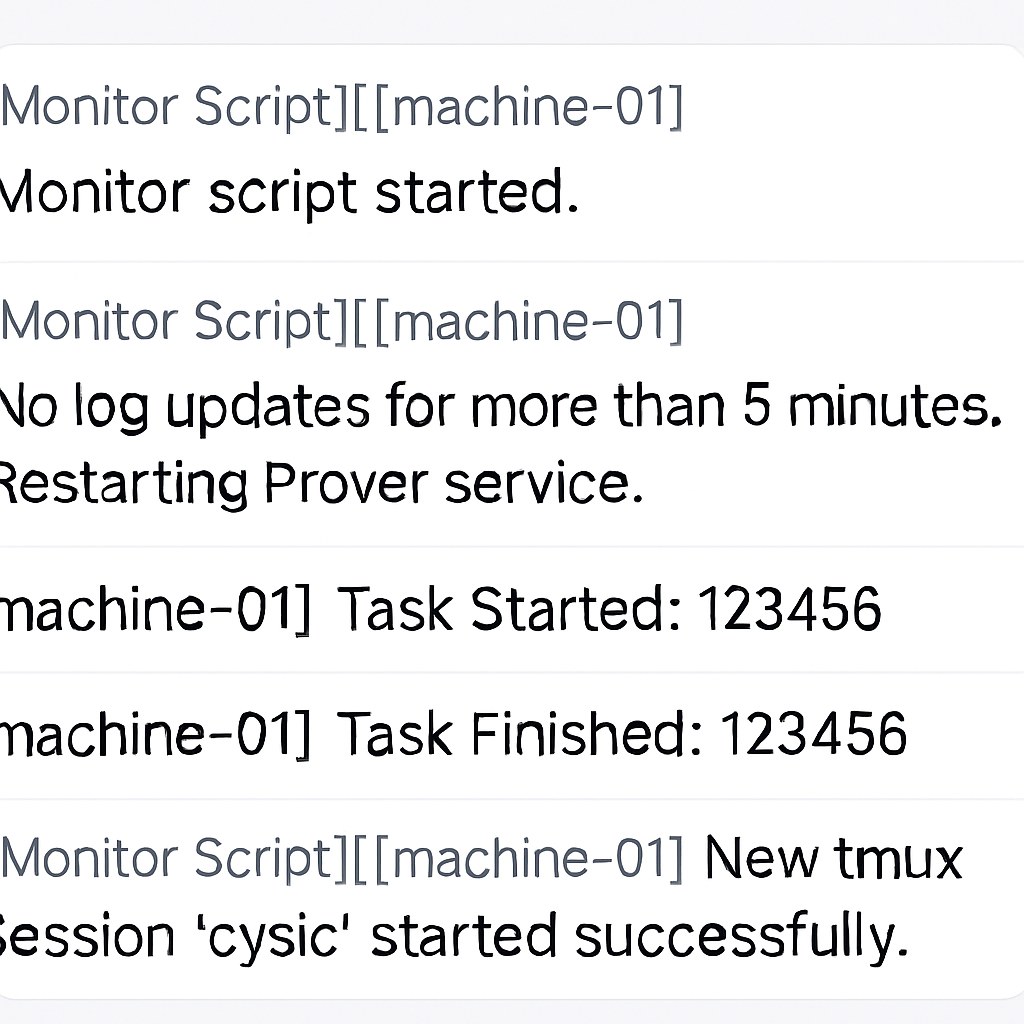 Monitor Script][[machine-01]
Monitor script started.
Monitor Script][[machine-01]
No log updates for more than 5 minutes.
Restarting Prover service.
machine-01] Task Started: 123456
machine-01] Task Finished: 123456
Monitor Script][[machine-01] New tmux
Session 'cysic' started successfully.